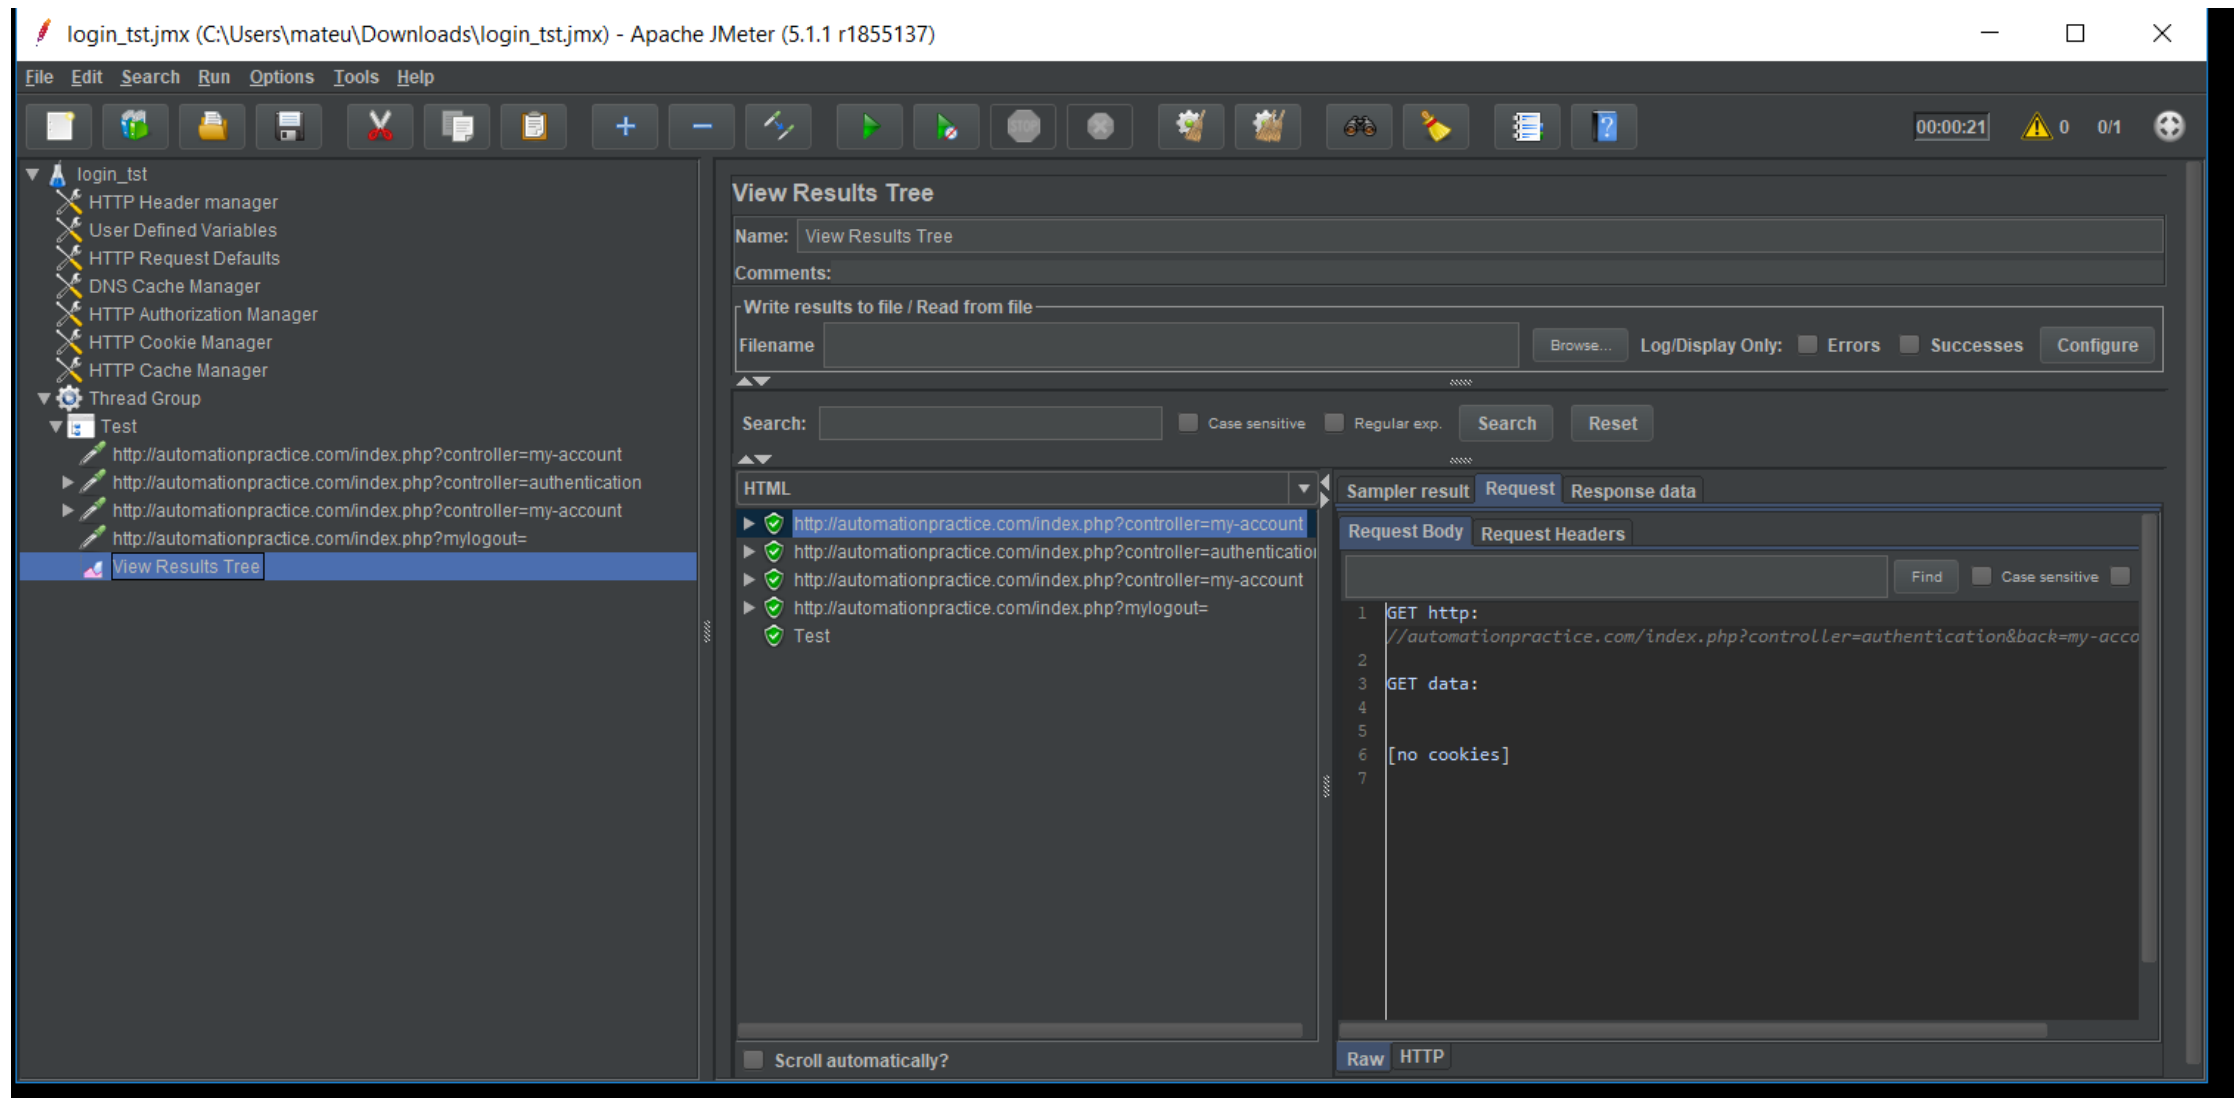 login_tst.jmx (C:\Users\mateu\Downloads\login_tst.jmx) - Apache JMeter (5.1.1 r1855137)
File Edit Search Run Options Tools Help
STOP
00:00:21 0 0/1
login_tst
HTTP Header manager
User Defined Variables
HTTP Request Defaults
DNS Cache Manager
HTTP Authorization Manager
HTTP Cookie Manager
HTTP Cache Manager
Thread Group
Test
http://automationpractice.com/index.php?controller=my-account
http://automationpractice.com/index.php?controller=authentication
http://automationpractice.com/index.php?controller=my-account
http://automationpractice.com/index.php?mylogout=
View Results Tree
View Results Tree
Name: View Results Tree
Comments:
Write results to file / Read from file
Filename Browse... Log/Display Only: Errors Successes Configure
Search: Case sensitive Regular exp. Search Reset
HTML
http://automationpractice.com/index.php?controller=my-account
http://automationpractice.com/index.php?controller=authentication
http://automationpractice.com/index.php?controller=my-account
http://automationpractice.com/index.php?mylogout=
Test
Scroll automatically?
Sampler result Request Response data
Request Body Request Headers
Find Case sensitive
1 GET http:
//automationpractice.com/index.php?controller=authentication&back=my-acco
2
3 GET data:
4
5
6 [no cookies]
7
Raw HTTP